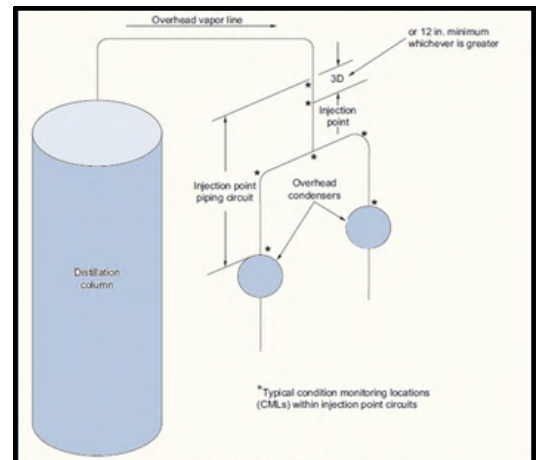 Overhead vapor line
or 12 in. minimum
whichever is greater
3D
*
*
Injection
point
*
*
*
Injection point
piping circuit
Overhead
condensers
*
*
Distillation
column
*Typical condition monitoring locations
(CMLs) within injection point circuits